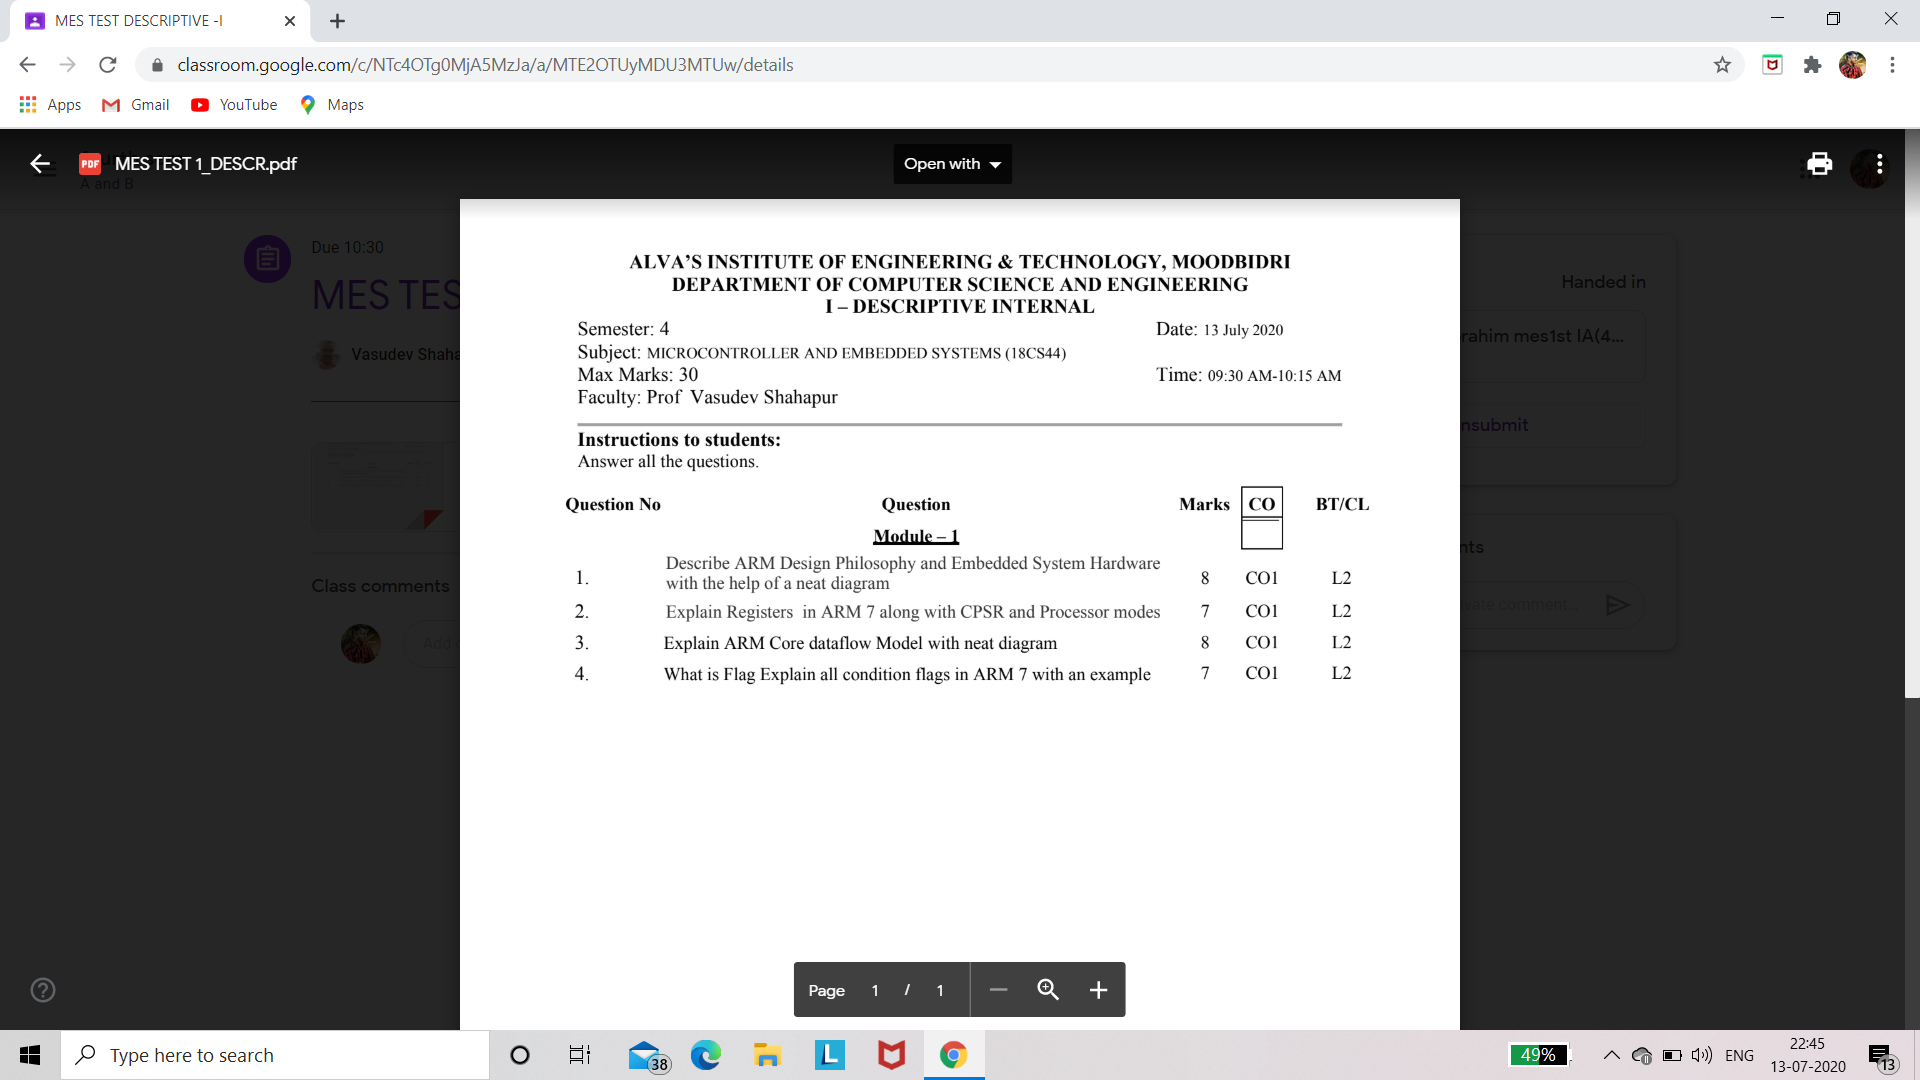 MES TEST DESCRIPTIVE -I
classroom.google.com/c/NTc4OTg0MjA5MzJa/a/MTE2OTUyMDU3MTUw/details
Apps Gmail YouTube Maps
PDF MES TEST 1_DESCR.pdf Open with
A and B
Due 10:30
MES TES
Vasudev Shaha
Handed in
rahim mes1st IA(4...
nsubmit
ALVA’S INSTITUTE OF ENGINEERING & TECHNOLOGY, MOODBIDRI
DEPARTMENT OF COMPUTER SCIENCE AND ENGINEERING
I – DESCRIPTIVE INTERNAL
Semester: 4 Date: 13 July 2020
Subject: MICROCONTROLLER AND EMBEDDED SYSTEMS (18CS44)
Max Marks: 30 Time: 09:30 AM-10:15 AM
Faculty: Prof Vasudev Shahapur
Instructions to students:
Answer all the questions.
Question No Question Marks CO BT/CL
Module – 1
1. Describe ARM Design Philosophy and Embedded System Hardware
with the help of a neat diagram 8 CO1 L2
2. Explain Registers in ARM 7 along with CPSR and Processor modes 7 CO1 L2
3. Explain ARM Core dataflow Model with neat diagram 8 CO1 L2
4. What is Flag Explain all condition flags in ARM 7 with an example 7 CO1 L2
Class comments
Add
nts
vate comment...
Page 1 / 1
Type here to search
38
49%
ENG
22:45
13-07-2020
13